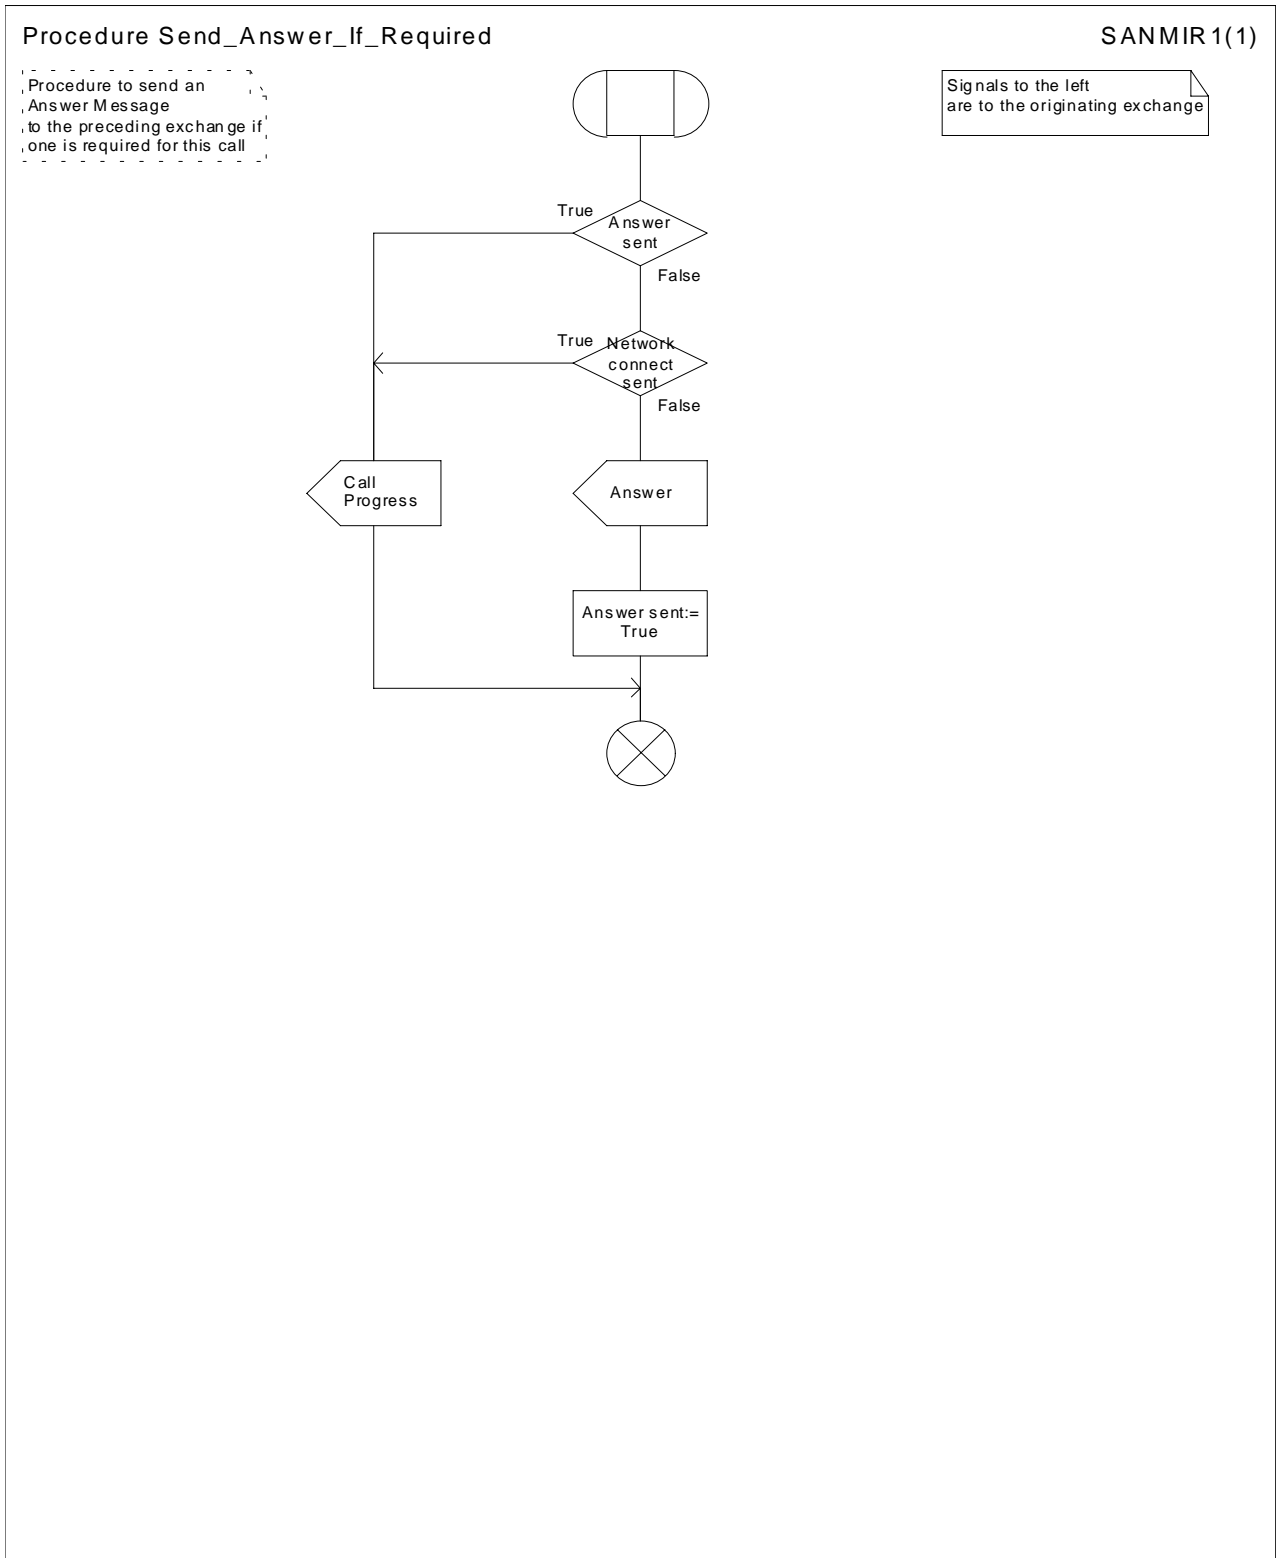 Procedure Send_Answer_If_Required
SANMIR1(1)
Procedure to send an
Answer Message
to the preceding exchange if
one is required for this call
Signals to the left
are to the originating exchange
True
Answer
sent
False
True
Network
connect
sent
False
Call
Progress
Answer
Answer sent:=
True